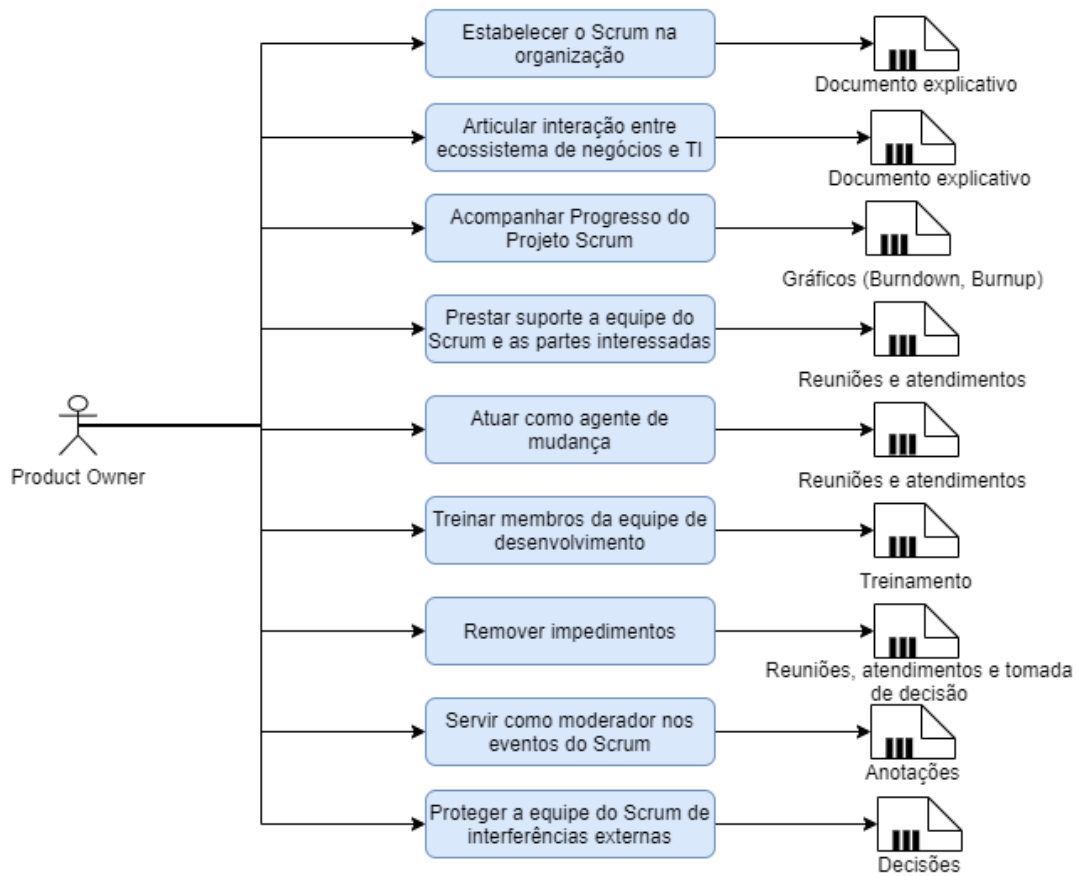 Estabelecer o Scrum na
organização
Documento explicativo
Articular interação entre
ecossistema de negócios e TI
Documento explicativo
Acompanhar Progresso do
Projeto Scrum
Gráficos (Burndown, Burnup)
Prestar suporte a equipe do
Scrum e as partes interessadas
Reuniões e atendimentos
Product Owner
Atuar como agente de
mudança
Reuniões e atendimentos
Treinar membros da equipe de
desenvolvimento
Treinamento
Remover impedimentos
Reuniões, atendimentos e tomada
de decisão
Servir como moderador nos
eventos do Scrum
Anotações
Proteger a equipe do Scrum de
interferências externas
Decisões